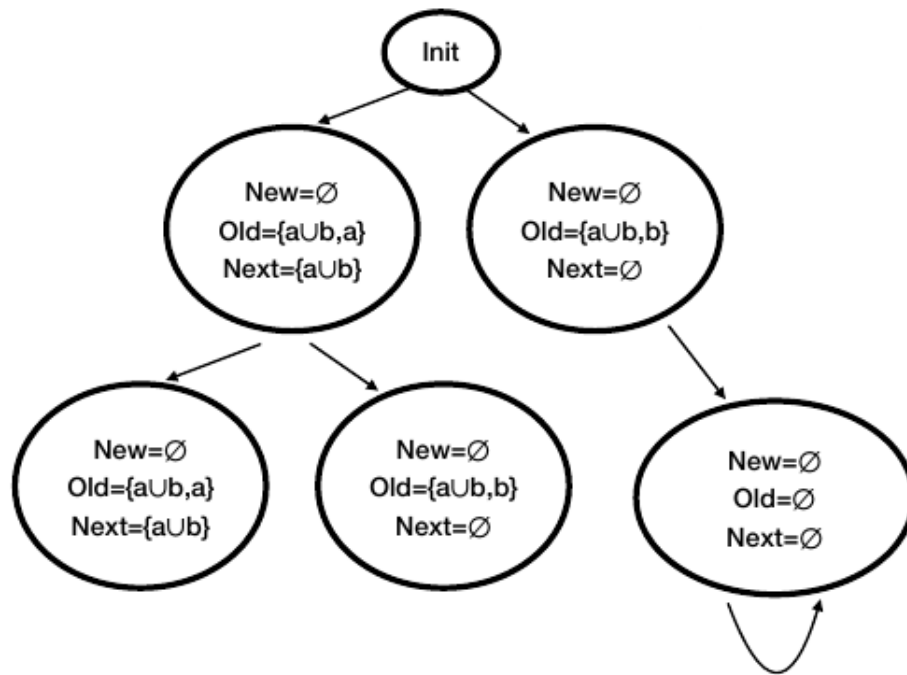 Init
New=∅
Old={a∪b,a}
Next={a∪b}
New=∅
Old={a∪b,b}
Next=∅
New=∅
Old={a∪b,a}
Next={a∪b}
New=∅
Old={a∪b,b}
Next=∅
New=∅
Old=∅
Next=∅